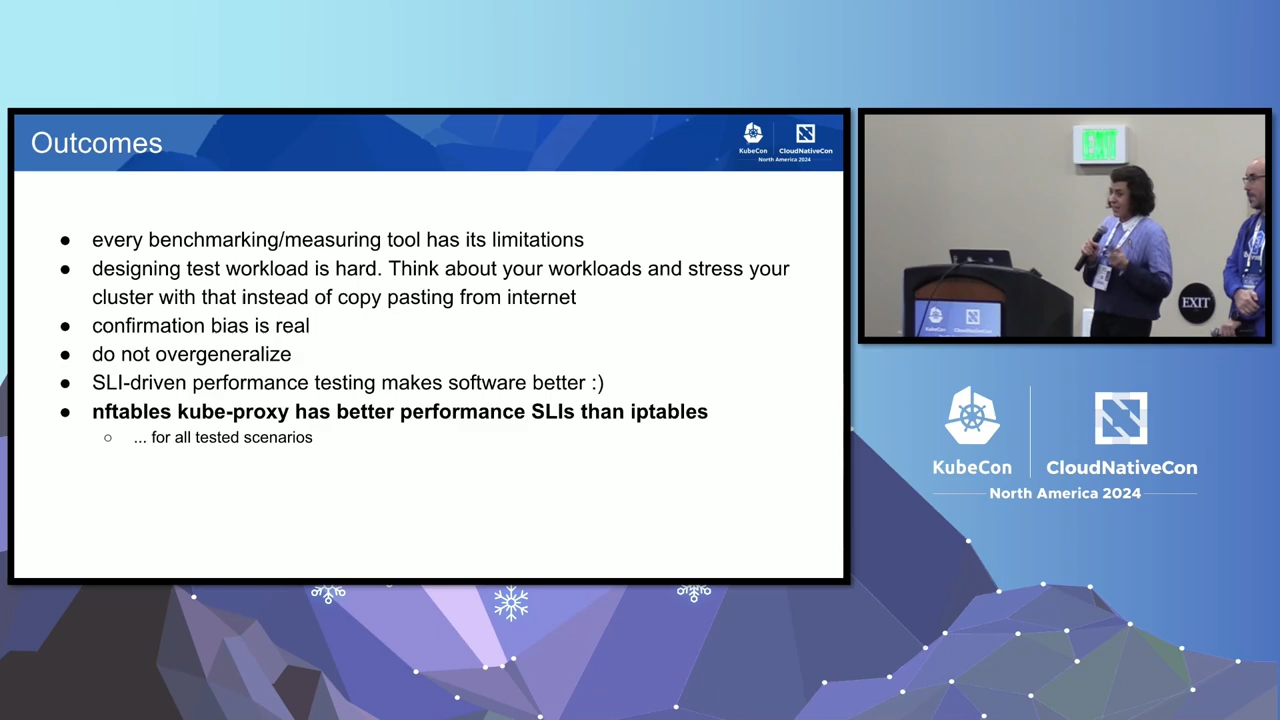 Outcomes
KubeCon
CloudNativeCon
North America 2024
● every benchmarking/measuring tool has its limitations
● designing test workload is hard. Think about your workloads and stress your
cluster with that instead of copy pasting from internet
● confirmation bias is real
● do not overgeneralize
● SLI-driven performance testing makes software better :)
● nftables kube-proxy has better performance SLIs than iptables
○ ... for all tested scenarios
EXIT
EXIT
KubeCon
CloudNativeCon
North America 2024